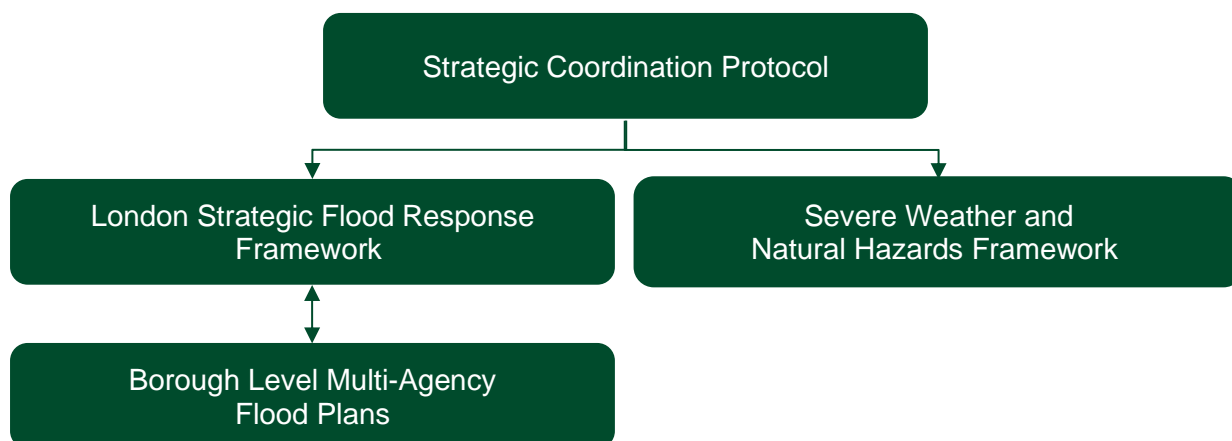 Strategic Coordination Protocol
London Strategic Flood Response
Framework
Severe Weather and
Natural Hazards Framework
Borough Level Multi-Agency
Flood Plans